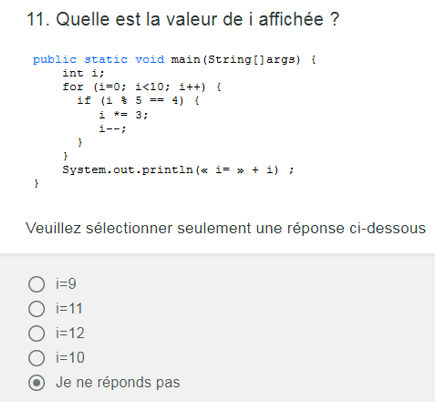 11. Quelle est la valeur de i affichée ?
public static void main(String[]args) {
int i;
for (i=0; i<10; i++) {
if (i % 5 == 4) {
i *= 3;
i--;
}
}
System.out.println(« i= » + i) ;
}
Veuillez sélectionner seulement une réponse ci-dessous
i=9
i=11
i=12
i=10
Je ne réponds pas